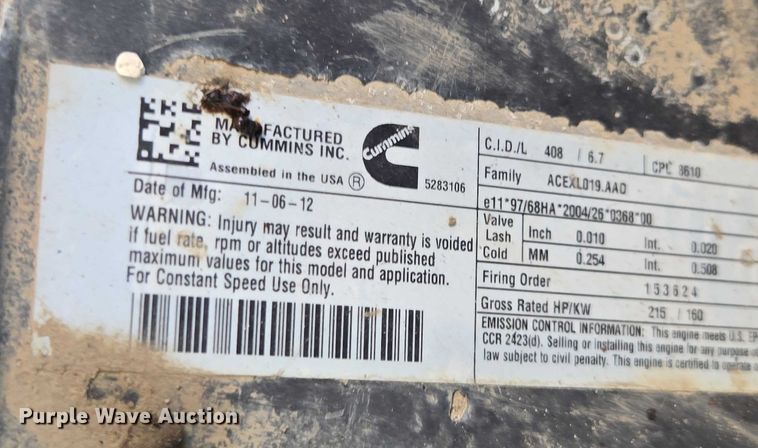 MANUFACTURED
BY CUMMINS INC.
Assembled in the USA ®
Cummins
5283106
Date of Mfg: 11-06-12
WARNING: Injury may result and warranty is voided
if fuel rate, rpm or altitudes exceed published
maximum values for this model and application.
For Constant Speed Use Only.
C.I.D./L 408 / 6.7 CPL 3610
Family ACEXL019.AAD
e11*97/68HA*2004/26*0368*00
Valve
Lash
Cold
Inch 0.010 Int. 0.020
MM 0.254 Int. 0.508
Firing Order 153624
Gross Rated HP/KW 215 / 160
EMISSION CONTROL INFORMATION: This engine meets U.S. EP
CCR 2423(d). Selling or installing this engine for any purpose
law subject to civil penalty. This engine is certified to operate
Purple Wave Auction